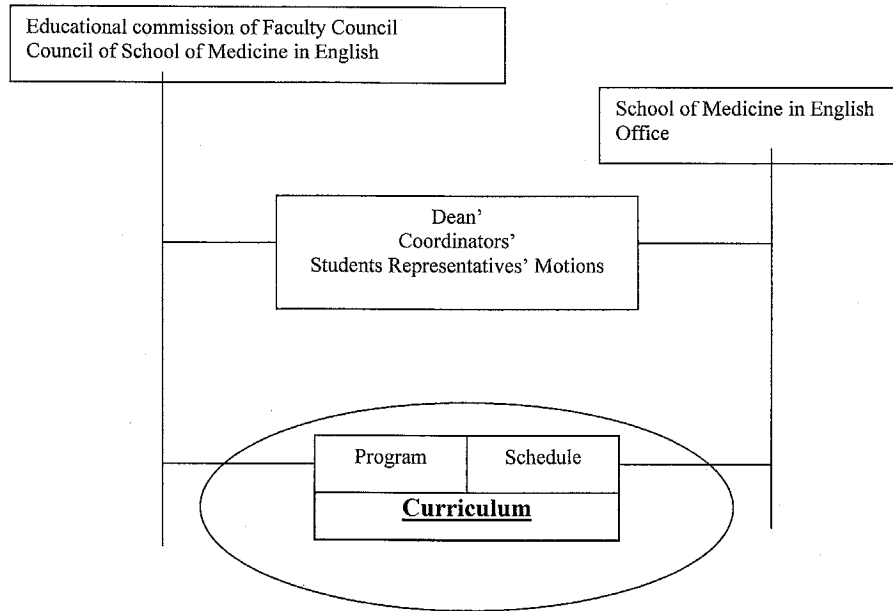 Educational commission of Faculty Council
Council of School of Medicine in English
School of Medicine in English
Office
Dean’
Coordinators’
Students Representatives’ Motions
Program
Schedule
Curriculum